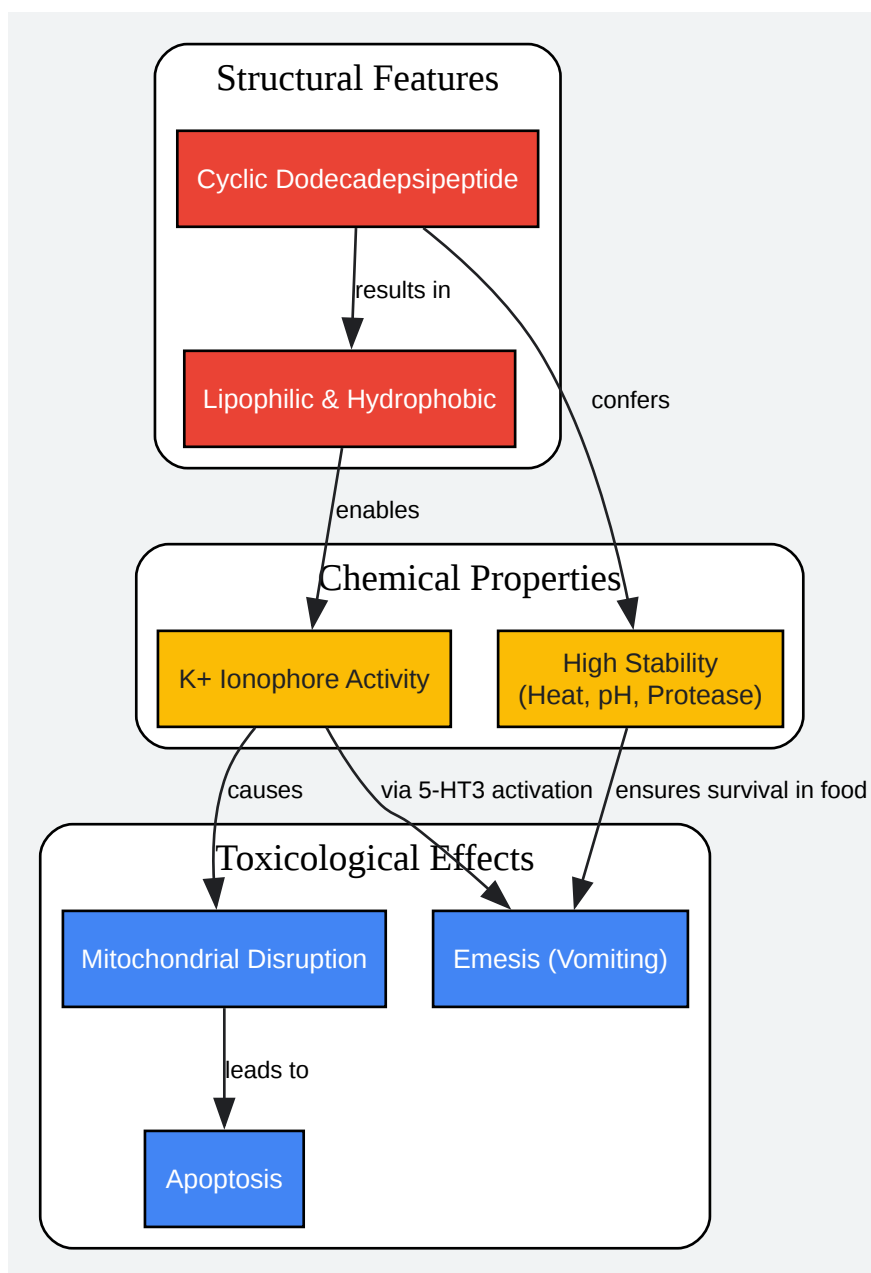 Structural Features
Cyclic Dodecadepsipeptide
results in
Lipophilic & Hydrophobic
confers
enables
Chemical Properties
K+ Ionophore Activity
High Stability
(Heat, pH, Protease)
causes
via 5-HT3 activation
ensures survival in food
Toxicological Effects
Mitochondrial Disruption
Emesis (Vomiting)
leads to
Apoptosis